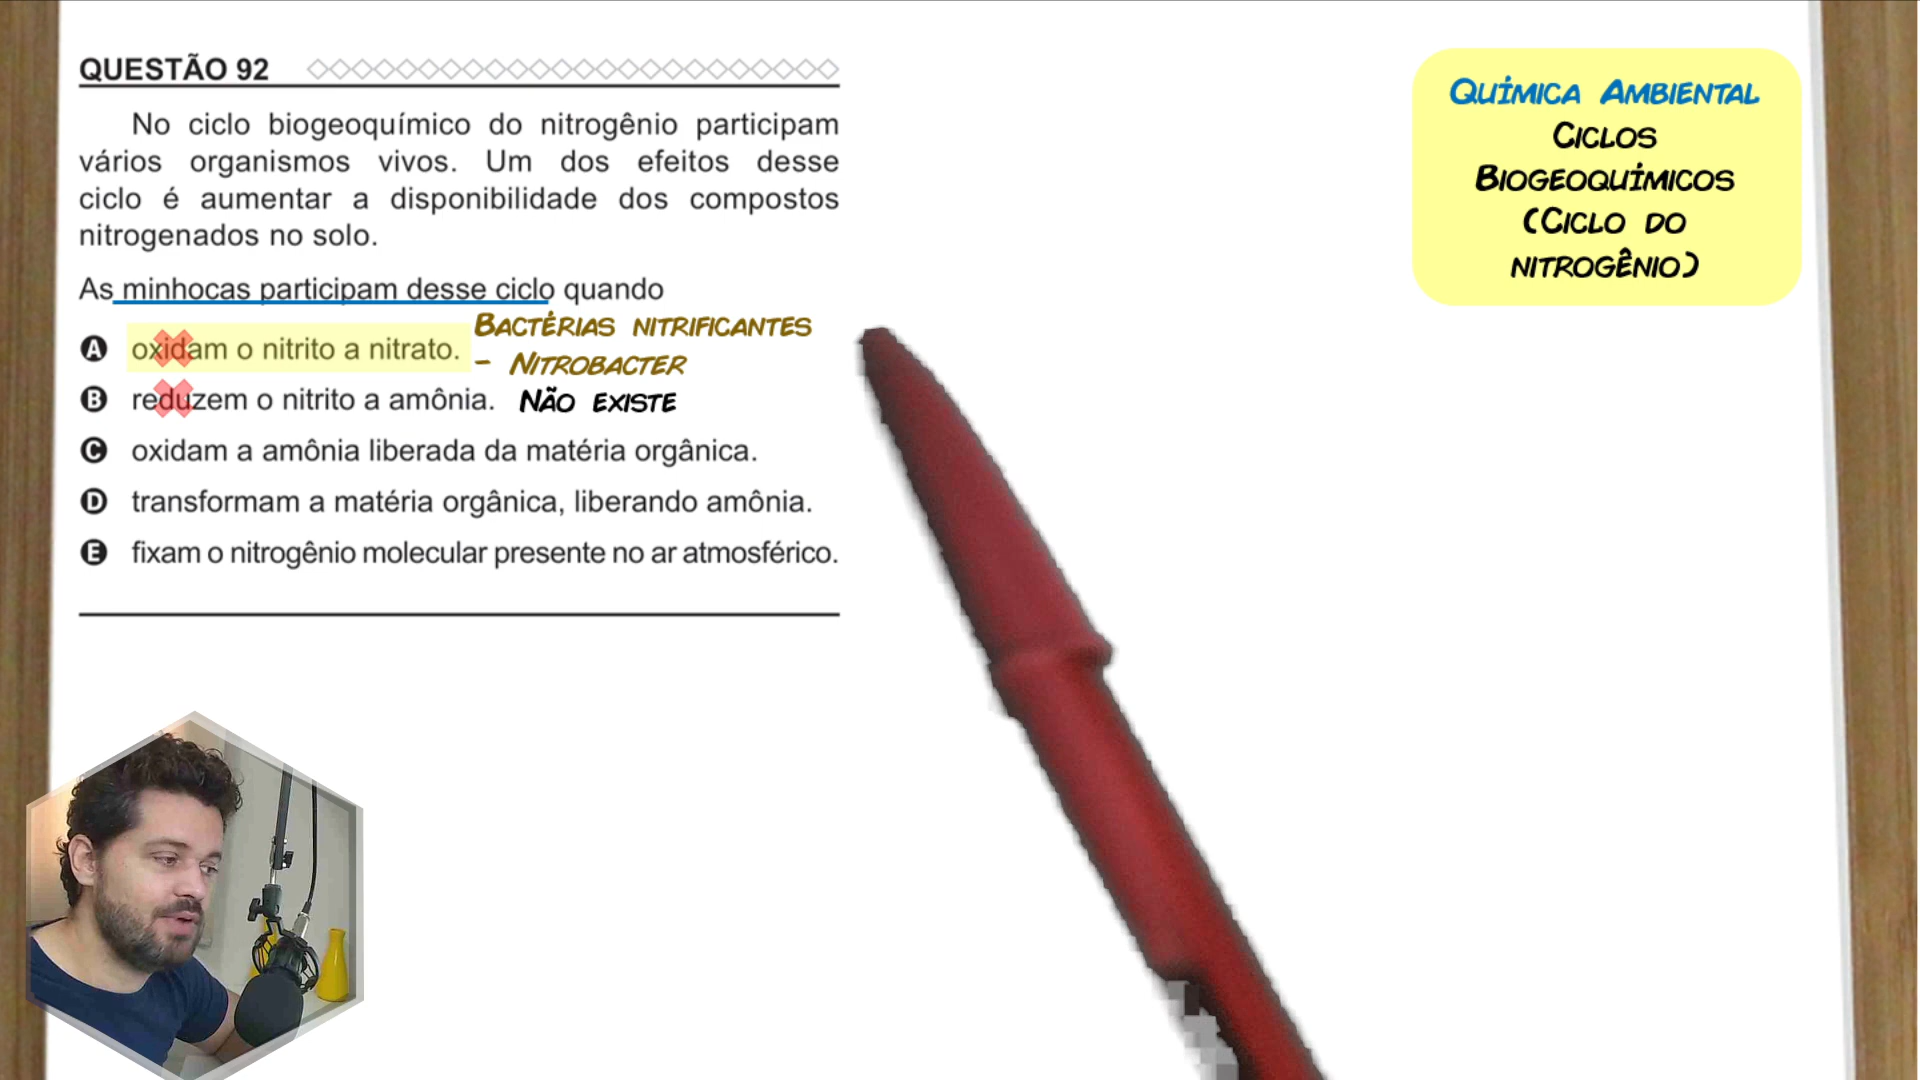 QUESTÃO 92
No ciclo biogeoquímico do nitrogênio participam
vários organismos vivos. Um dos efeitos desse
ciclo é aumentar a disponibilidade dos compostos
nitrogenados no solo.
As minhocas participam desse ciclo quando
A oxidam o nitrito a nitrato.
BACTÉRIAS NITRIFICANTES
- NITROBACTER
B reduzem o nitrito a amônia. NÃO EXISTE
C oxidam a amônia liberada da matéria orgânica.
D transformam a matéria orgânica, liberando amônia.
E fixam o nitrogênio molecular presente no ar atmosférico.
QUÍMICA AMBIENTAL
CICLOS
BIOGEOQUÍMICOS
(CICLO DO
NITROGÊNIO)